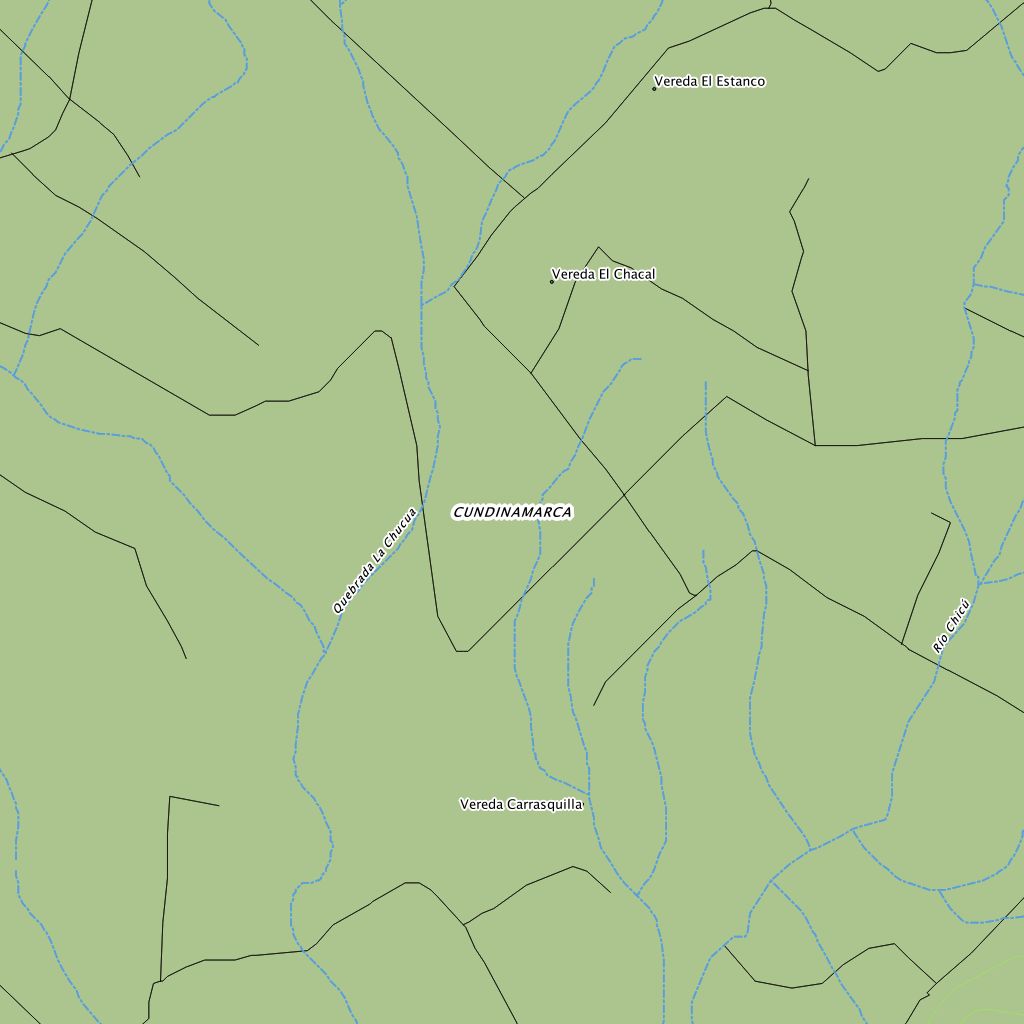 Vereda El Estanco
Vereda El Chacal
CUNDINAMARCA
Quebrada La Chucua
Río Chicú
Vereda Carrasquilla